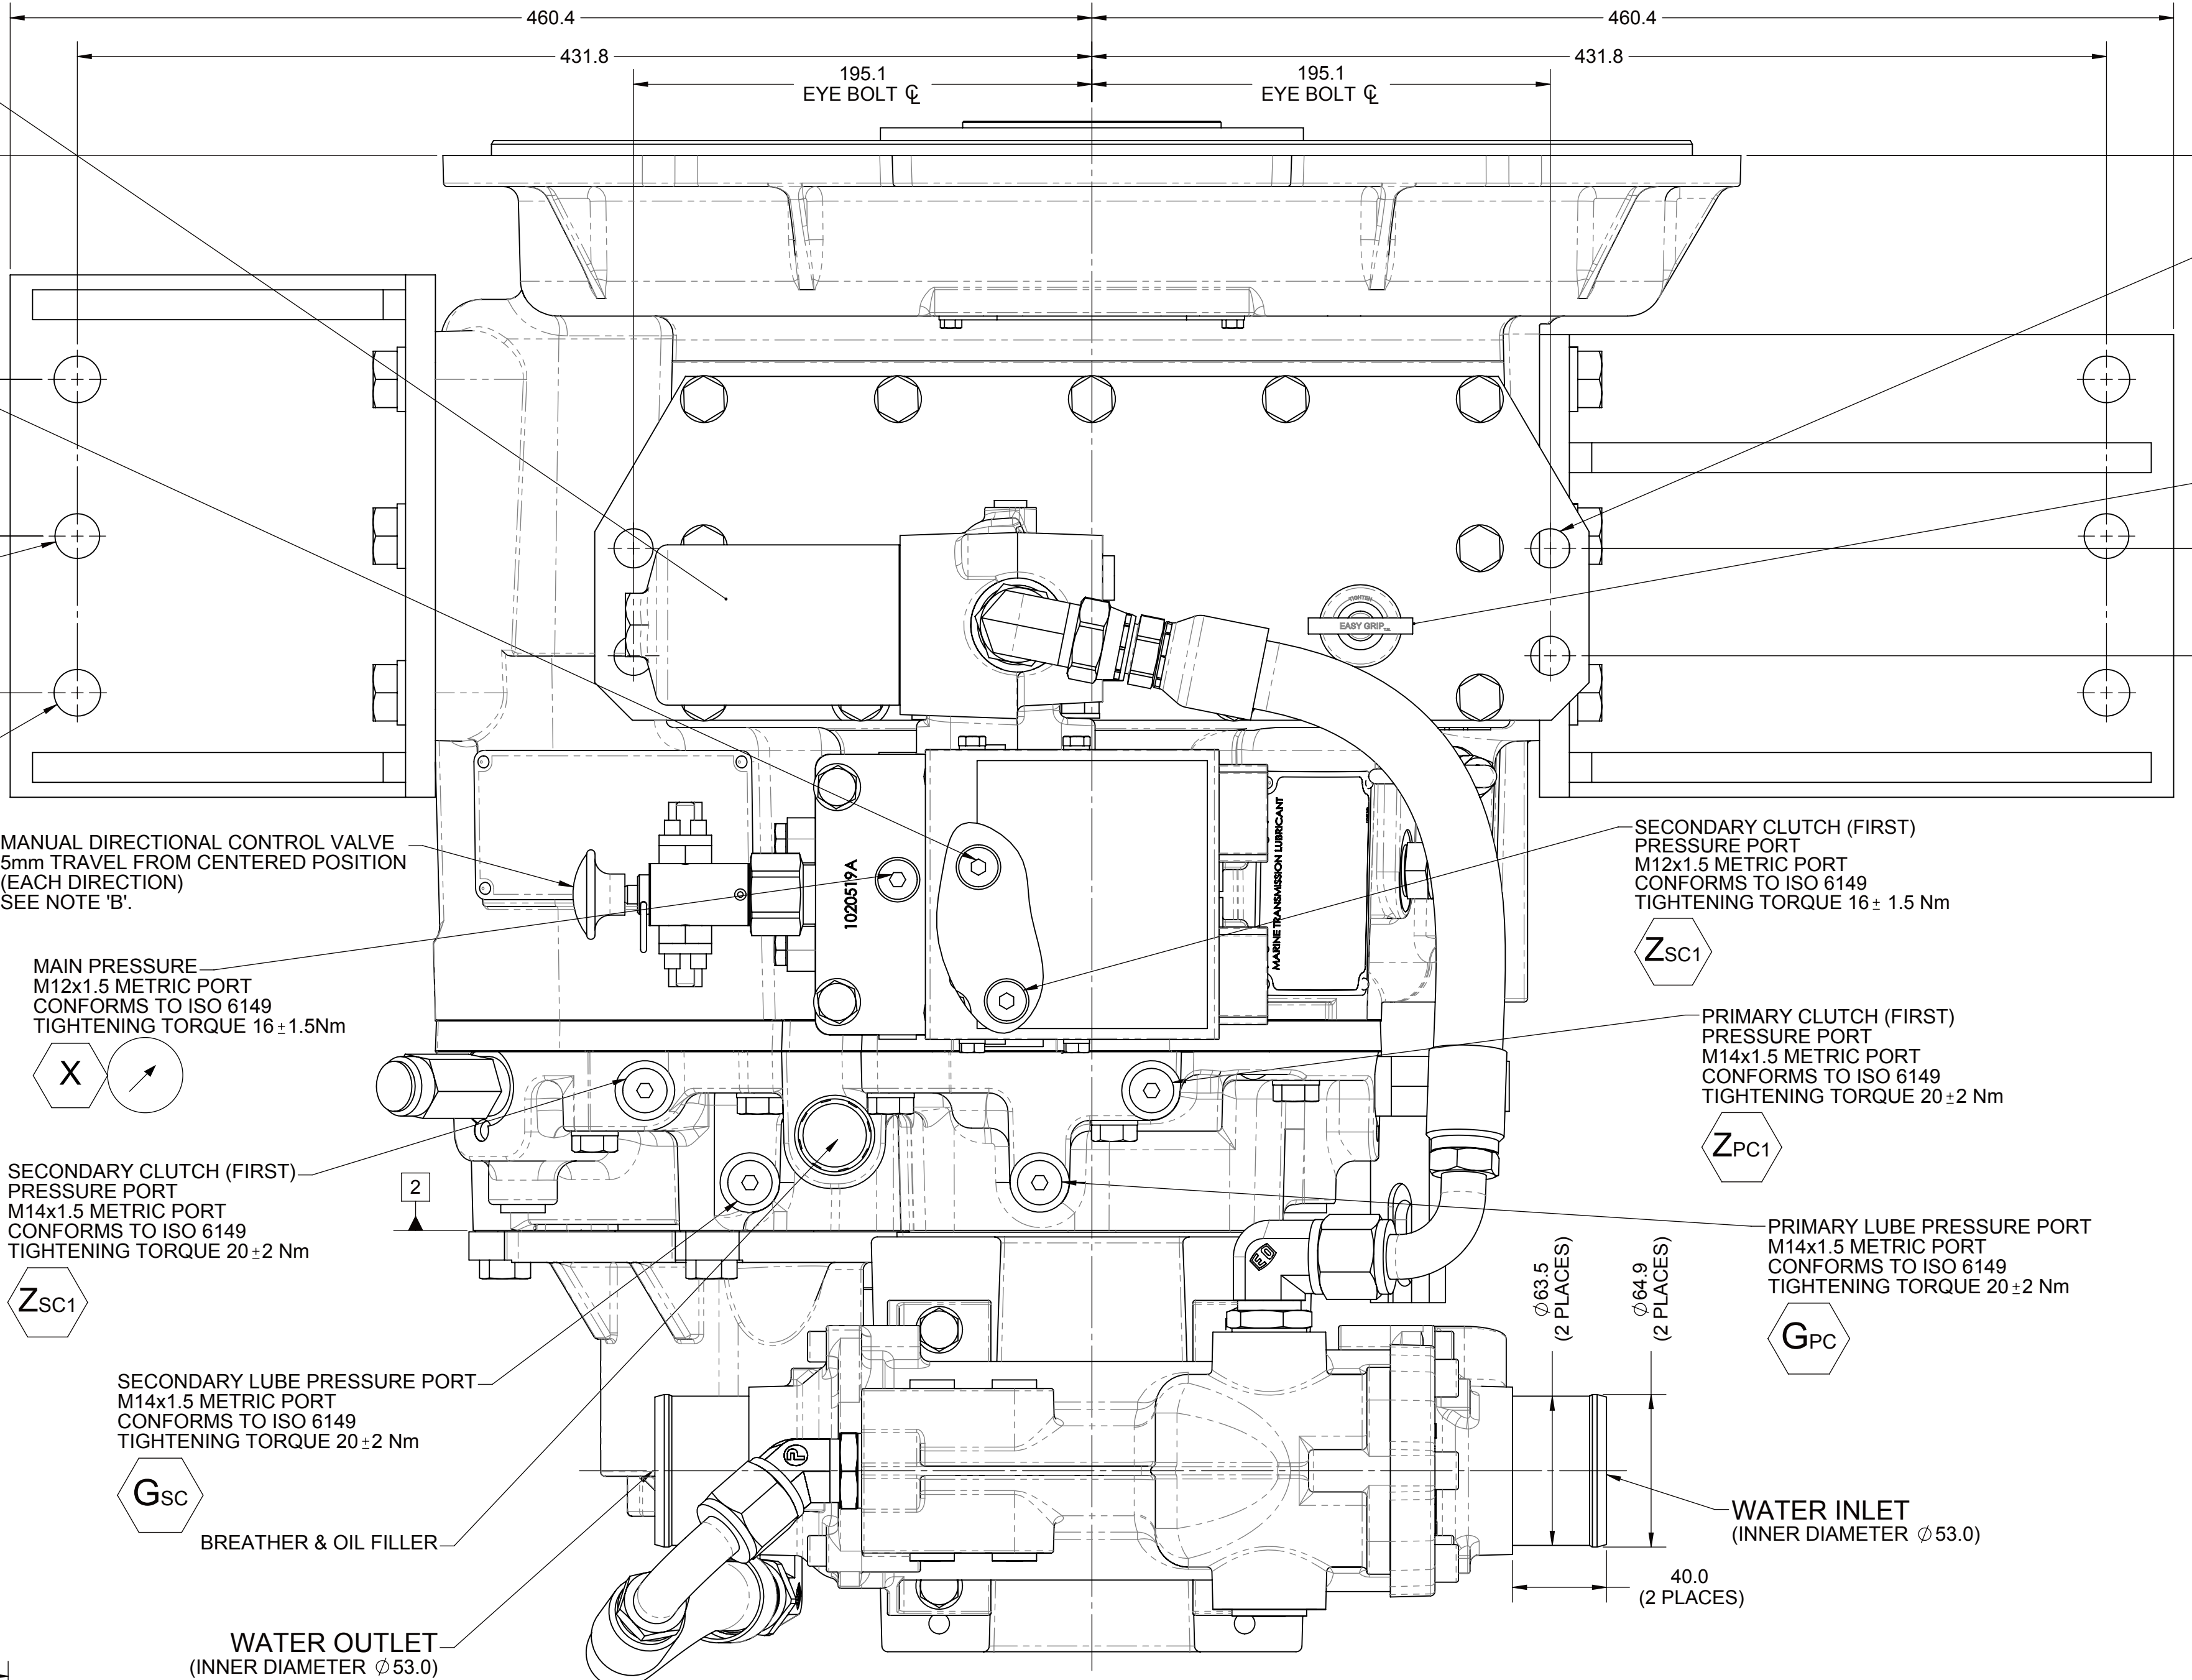 460.4
460.4
431.8
431.8
195.1
EYE BOLT ℄
195.1
EYE BOLT ℄
TIGHTEN
EASY GRIP
MANUAL DIRECTIONAL CONTROL VALVE
5mm TRAVEL FROM CENTERED POSITION
(EACH DIRECTION)
SEE NOTE 'B'.
1020519A
MARINE TRANSMISSION LUBRICANT
SECONDARY CLUTCH (FIRST)
PRESSURE PORT
M12x1.5 METRIC PORT
CONFORMS TO ISO 6149
TIGHTENING TORQUE 16± 1.5 Nm
ZSC1
MAIN PRESSURE
M12x1.5 METRIC PORT
CONFORMS TO ISO 6149
TIGHTENING TORQUE 16±1.5Nm
X
PRIMARY CLUTCH (FIRST)
PRESSURE PORT
M14x1.5 METRIC PORT
CONFORMS TO ISO 6149
TIGHTENING TORQUE 20±2 Nm
ZPC1
SECONDARY CLUTCH (FIRST)
PRESSURE PORT
M14x1.5 METRIC PORT
CONFORMS TO ISO 6149
TIGHTENING TORQUE 20±2 Nm
ZSC1
2
PRIMARY LUBE PRESSURE PORT
M14x1.5 METRIC PORT
CONFORMS TO ISO 6149
TIGHTENING TORQUE 20±2 Nm
GPC
EO
∅63.5
(2 PLACES)
∅64.9
(2 PLACES)
SECONDARY LUBE PRESSURE PORT
M14x1.5 METRIC PORT
CONFORMS TO ISO 6149
TIGHTENING TORQUE 20±2 Nm
GSC
BREATHER & OIL FILLER
WATER INLET
(INNER DIAMETER ∅53.0)
40.0
(2 PLACES)
WATER OUTLET
(INNER DIAMETER ∅53.0)